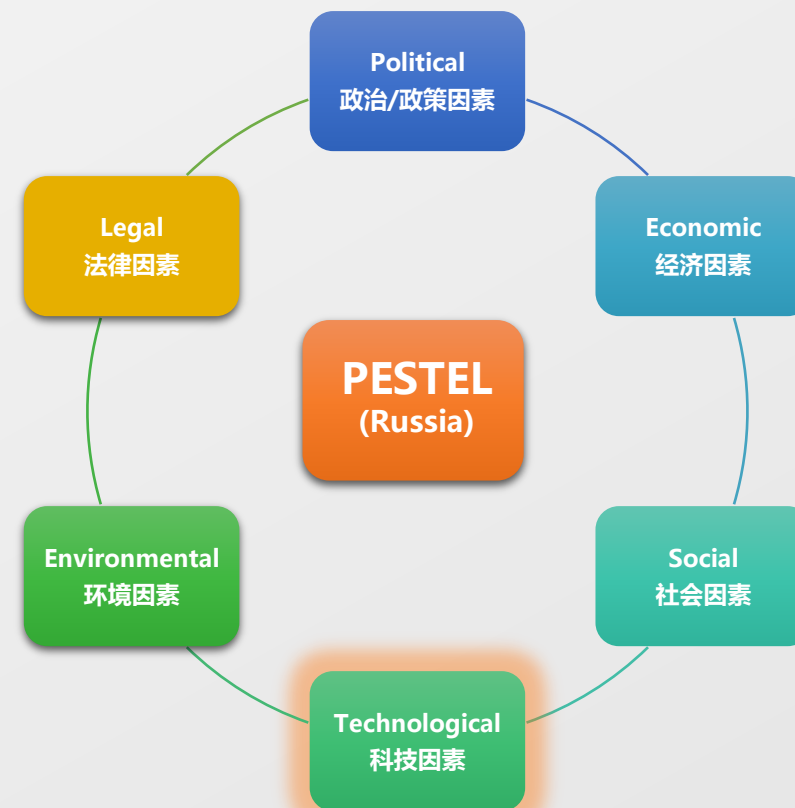 Political
政治/政策因素
Legal
法律因素
Economic
经济因素
PESTEL
(Russia)
Environmental
环境因素
Social
社会因素
Technological
科技因素